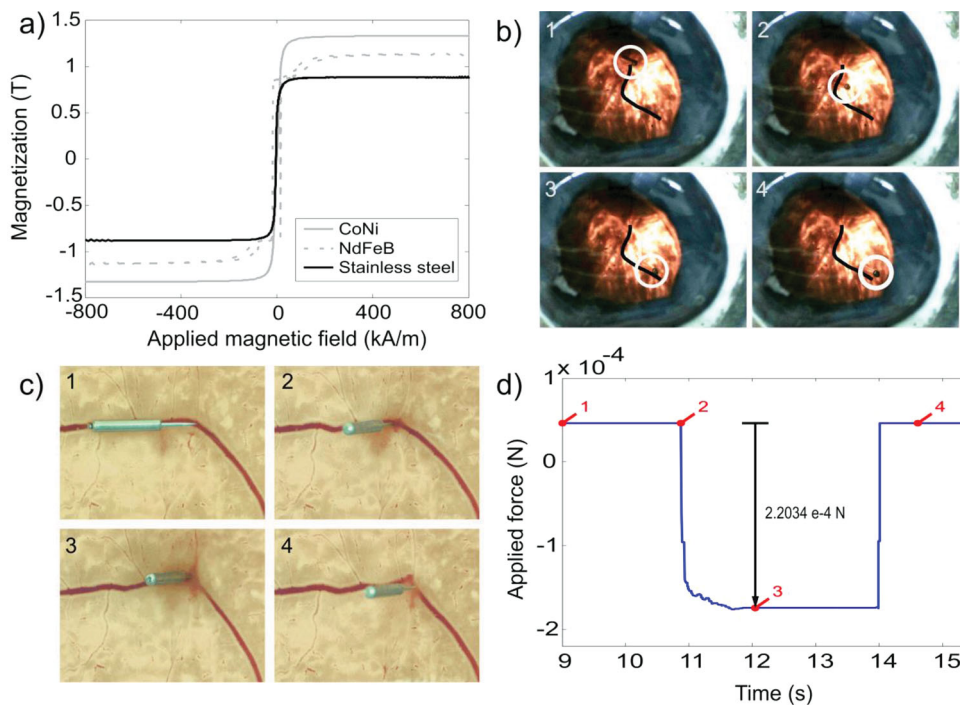 a)
Magnetization (T)
1.5
1
0.5
0
-0.5
-1
-1.5
-800
-400
0
400
800
Applied magnetic field (kA/m)
CoNi
NdFeB
Stainless steel
b)
1
2
3
4
c)
1
2
3
4
d)
1 × 10⁻⁴
0
-1
-2
Applied force (N)
1
2
3
4
2.2034 e-4 N
9
10
11
12
13
14
15
Time (s)